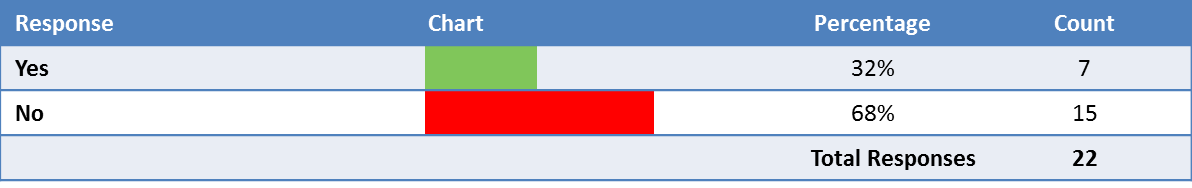 Response Chart Percentage Count
Yes 32% 7
No 68% 15
Total Responses 22